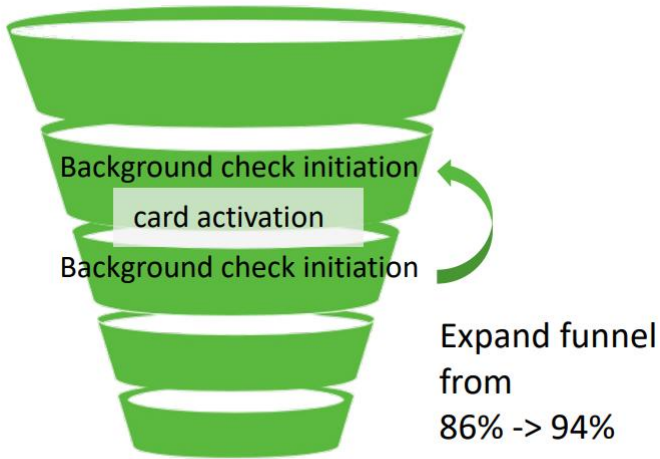 Background check initiation
card activation
Background check initiation
Expand funnel
from
86% -> 94%